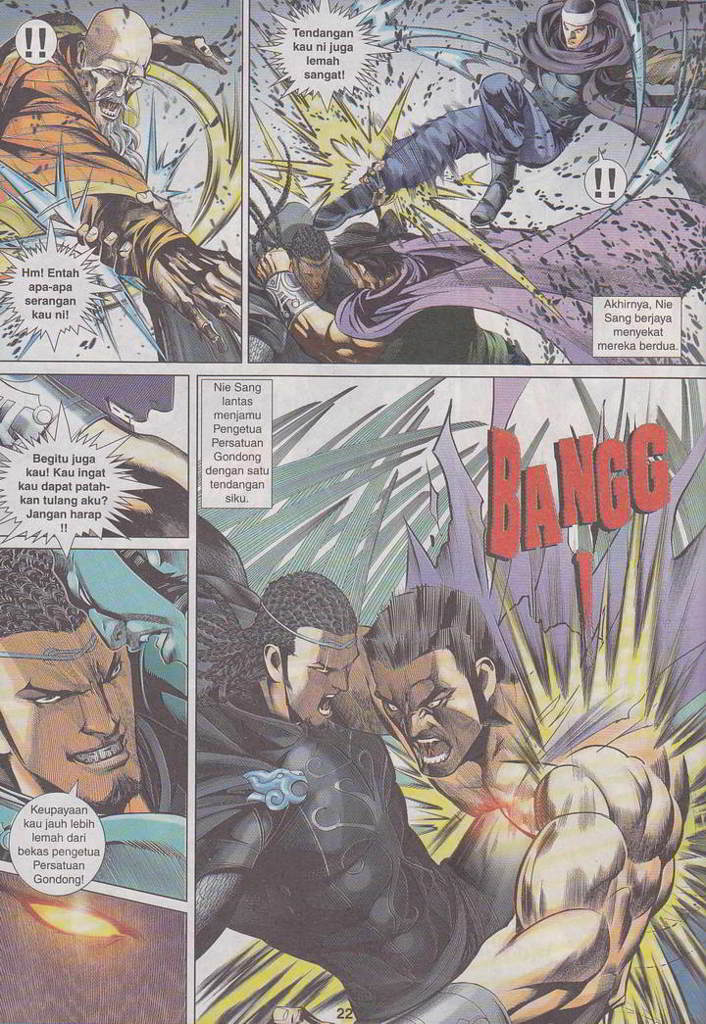 !!
Hm! Entah
apa-apa
serangan
kau ni!
Tendangan
kau ni juga
lemah
sangat!
!!
Akhirnya, Nie
Sang berjaya
menyekat
mereka berdua.
Begitu juga
kau! Kau ingat
kau dapat patah-
kan tulang aku?
Jangan harap
!!
Keupayaan
kau jauh lebih
lemah dari
bekas pengetua
Persatuan
Gondong!
Nie Sang
lantas
menjamu
Pengetua
Persatuan
Gondong
dengan satu
tendangan
siku.
BANGG
!
22